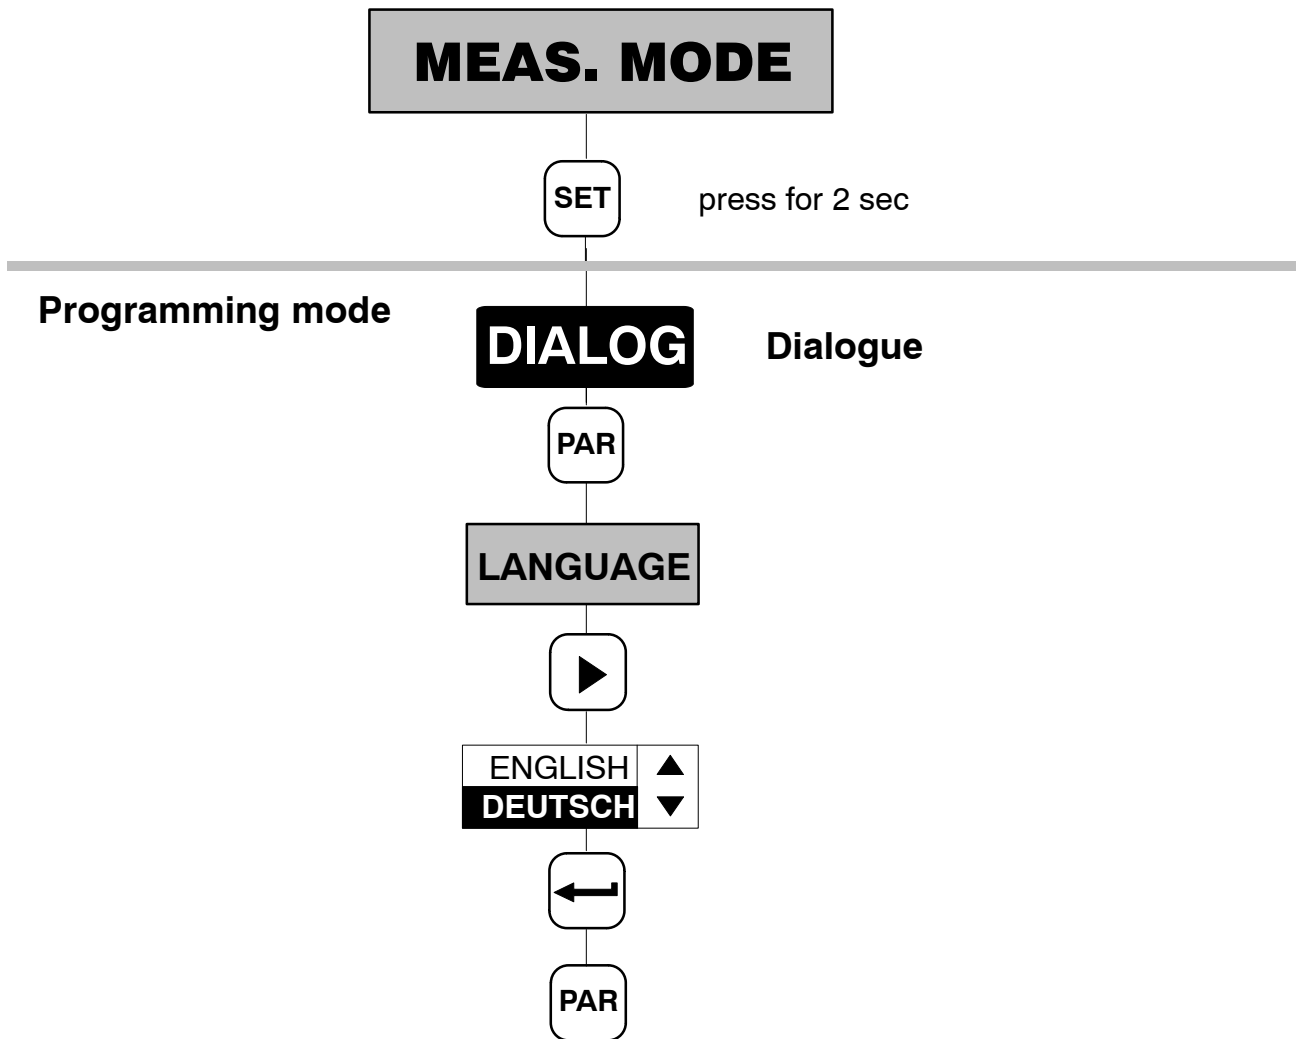 MEAS. MODE
SET
press for 2 sec
Programming mode
DIALOG
Dialogue
PAR
LANGUAGE
ENGLISH
DEUTSCH
PAR